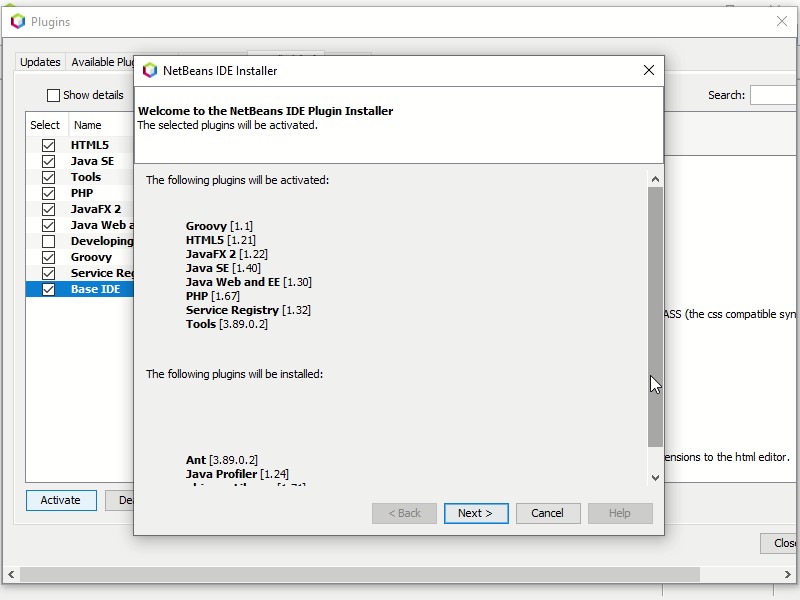 Plugins
Updates
Available Plu
Show details
Search:
Select Name
HTML5
Java SE
Tools
PHP
JavaFX 2
Java Web a
Developing
Groovy
Service Reg
Base IDE
Activate
De
NetBeans IDE Installer
Welcome to the NetBeans IDE Plugin Installer
The selected plugins will be activated.
The following plugins will be activated:
Groovy [1.1]
HTML5 [1.21]
JavaFX 2 [1.22]
Java SE [1.40]
Java Web and EE [1.30]
PHP [1.67]
Service Registry [1.32]
Tools [3.89.0.2]
The following plugins will be installed:
Ant [3.89.0.2]
Java Profiler [1.24]
< Back
Next >
Cancel
Help
ASS (the css compatible syn
ensions to the html editor.
Close